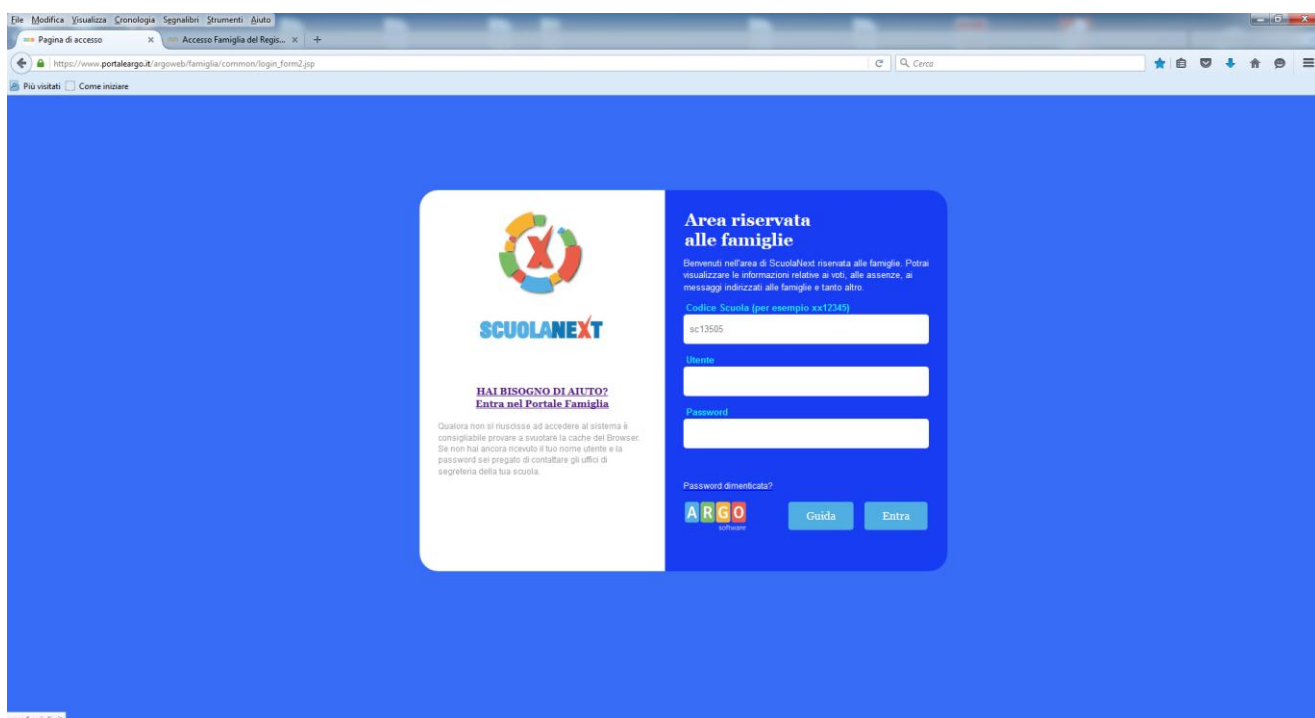 File Modifica Visualizza Cronologia Segnalibri Strumenti Aiuto
Pagina di accesso
Accesso Famiglia del Regis...
https://www.portaleargo.it/argoweb/famiglia/common/login_form2.jsp
Cerca
Più visitati Come iniziare
X
SCUOLANEXT
HAI BISOGNO DI AIUTO?
Entra nel Portale Famiglia
Qualora non si riuscisse ad accedere al sistema è
consigliabile provare a svuotare la cache del Browser.
Se non hai ancora ricevuto il tuo nome utente e la
password sei pregato di contattare gli uffici di
segreteria della tua scuola.
Area riservata
alle famiglie
Benvenuti nell'area di ScuolaNext riservata alle famiglie. Potrai
visualizzare le informazioni relative ai voti, alle assenze, ai
messaggi indirizzati alle famiglie e tanto altro.
Codice Scuola (per esempio xx12345)
sc13505
Utente
Password
Password dimenticata?
ARGO
software
Guida
Entra